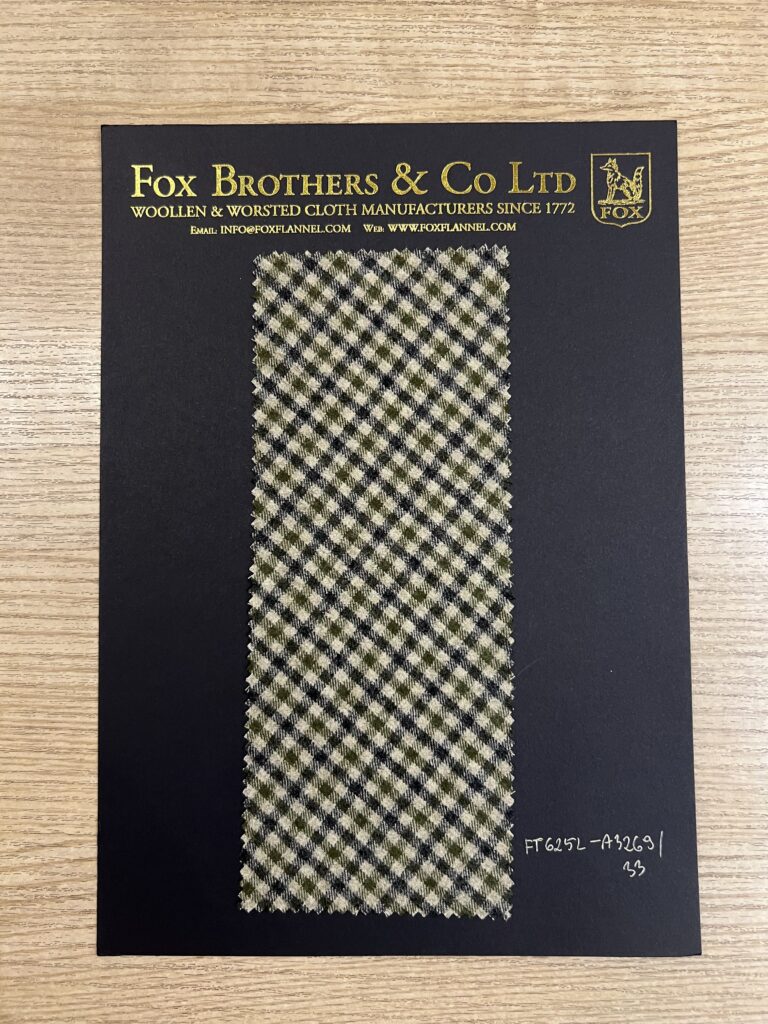 FOX BROTHERS & CO LTD
WOOLLEN & WORSTED CLOTH MANUFACTURERS SINCE 1772
EMAIL: INFO@FOXFLANNEL.COM WEB: WWW.FOXFLANNEL.COM
FOX
FT625L-A3269/
33